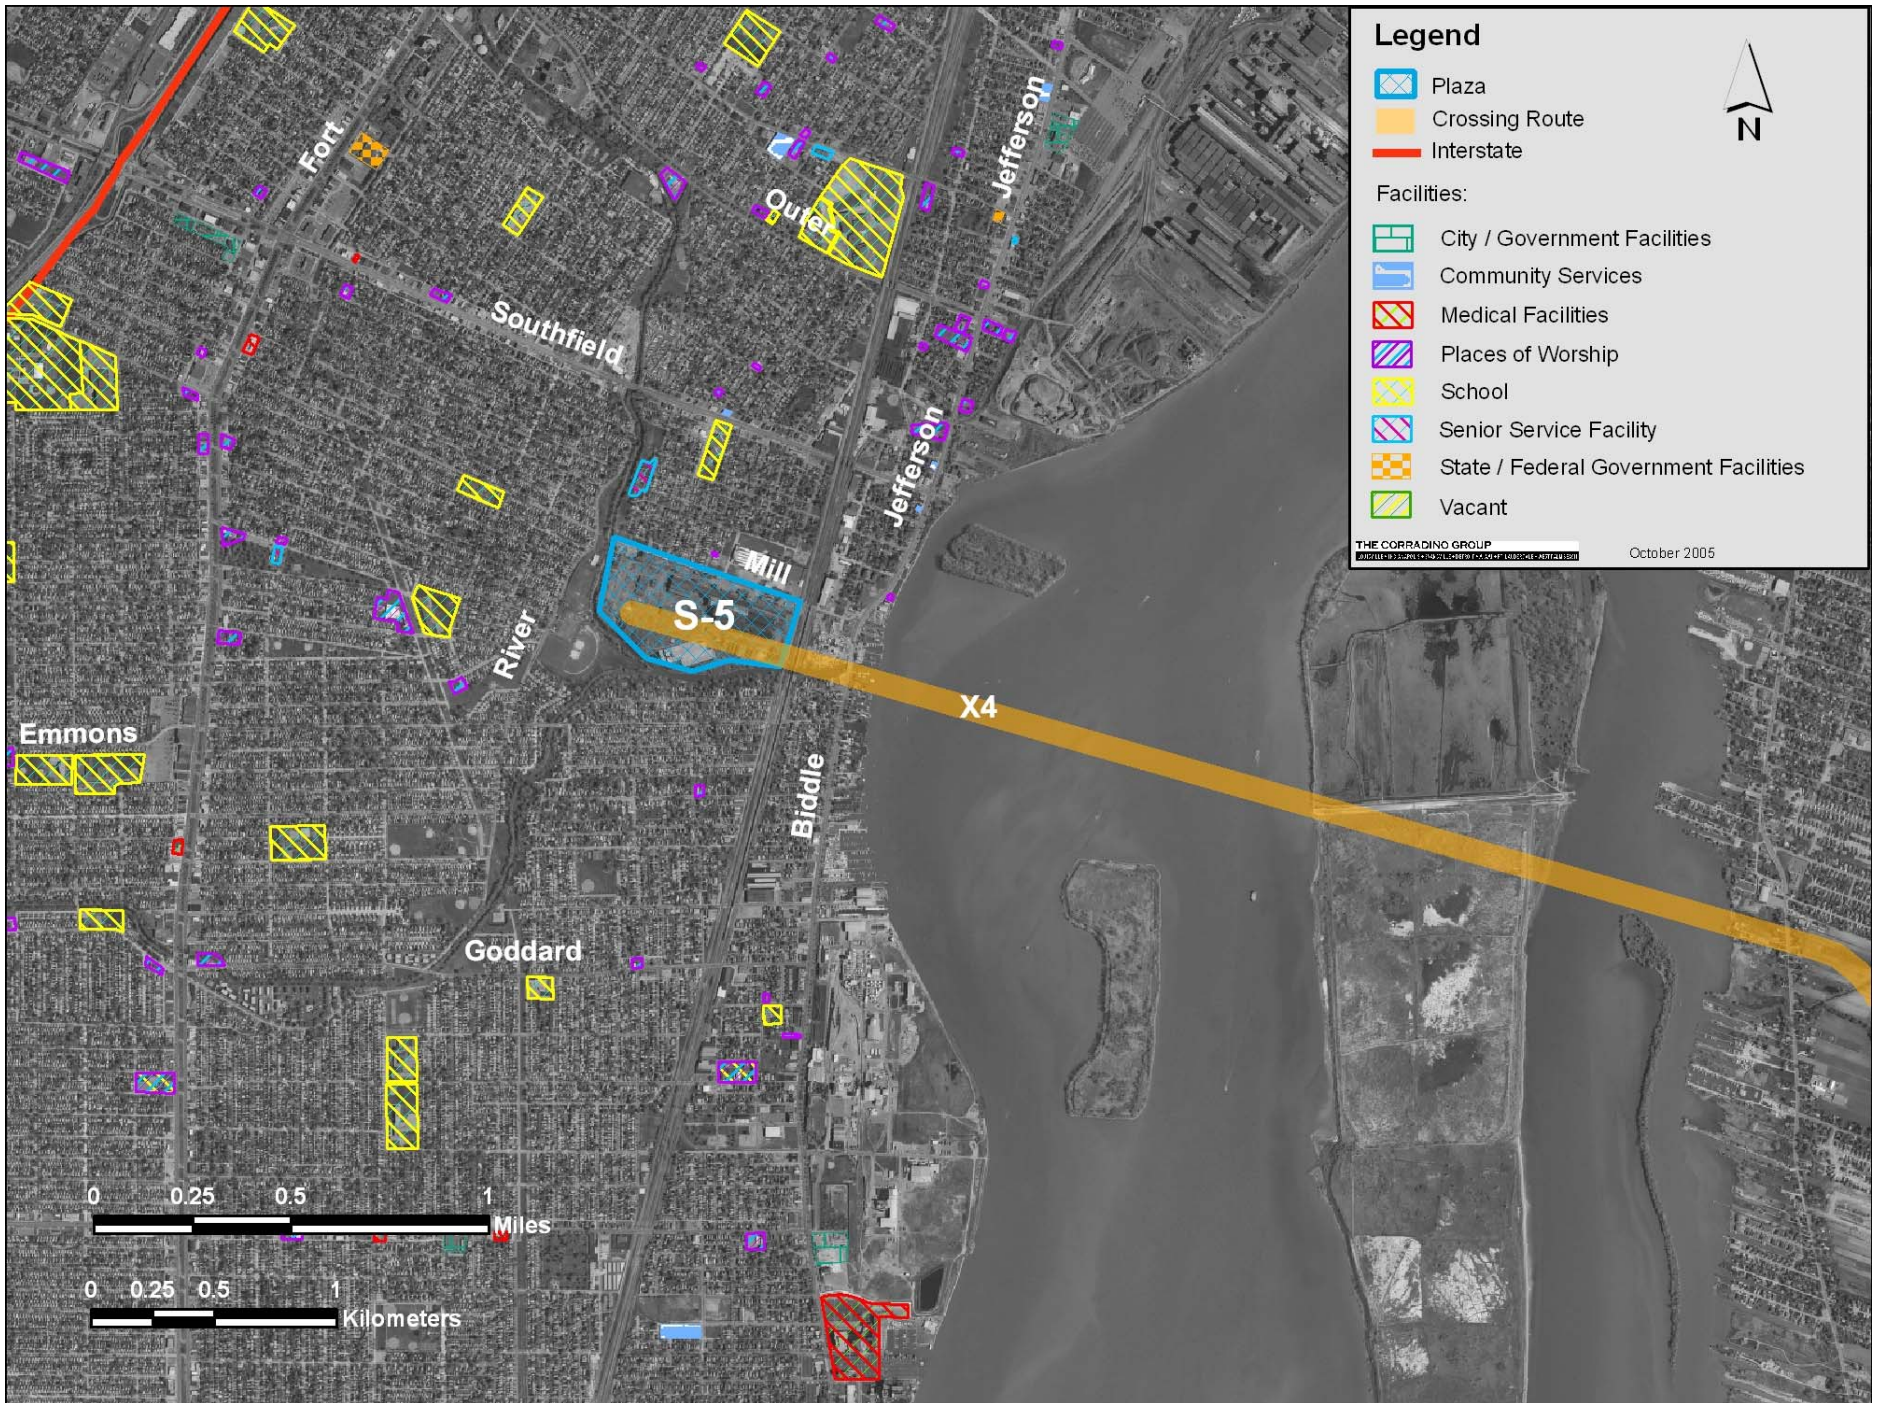 Legend
Plaza
Crossing Route
Interstate
N
Facilities:
City / Government Facilities
Community Services
Medical Facilities
Places of Worship
School
Senior Service Facility
State / Federal Government Facilities
Vacant
THE CORRADINO GROUP
October 2005
Fort
Jefferson
Outer
Southfield
Jefferson
Mill
S-5
River
X4
Emmons
Biddle
Goddard
0 0.25 0.5 1
Miles
0 0.25 0.5 1
Kilometers